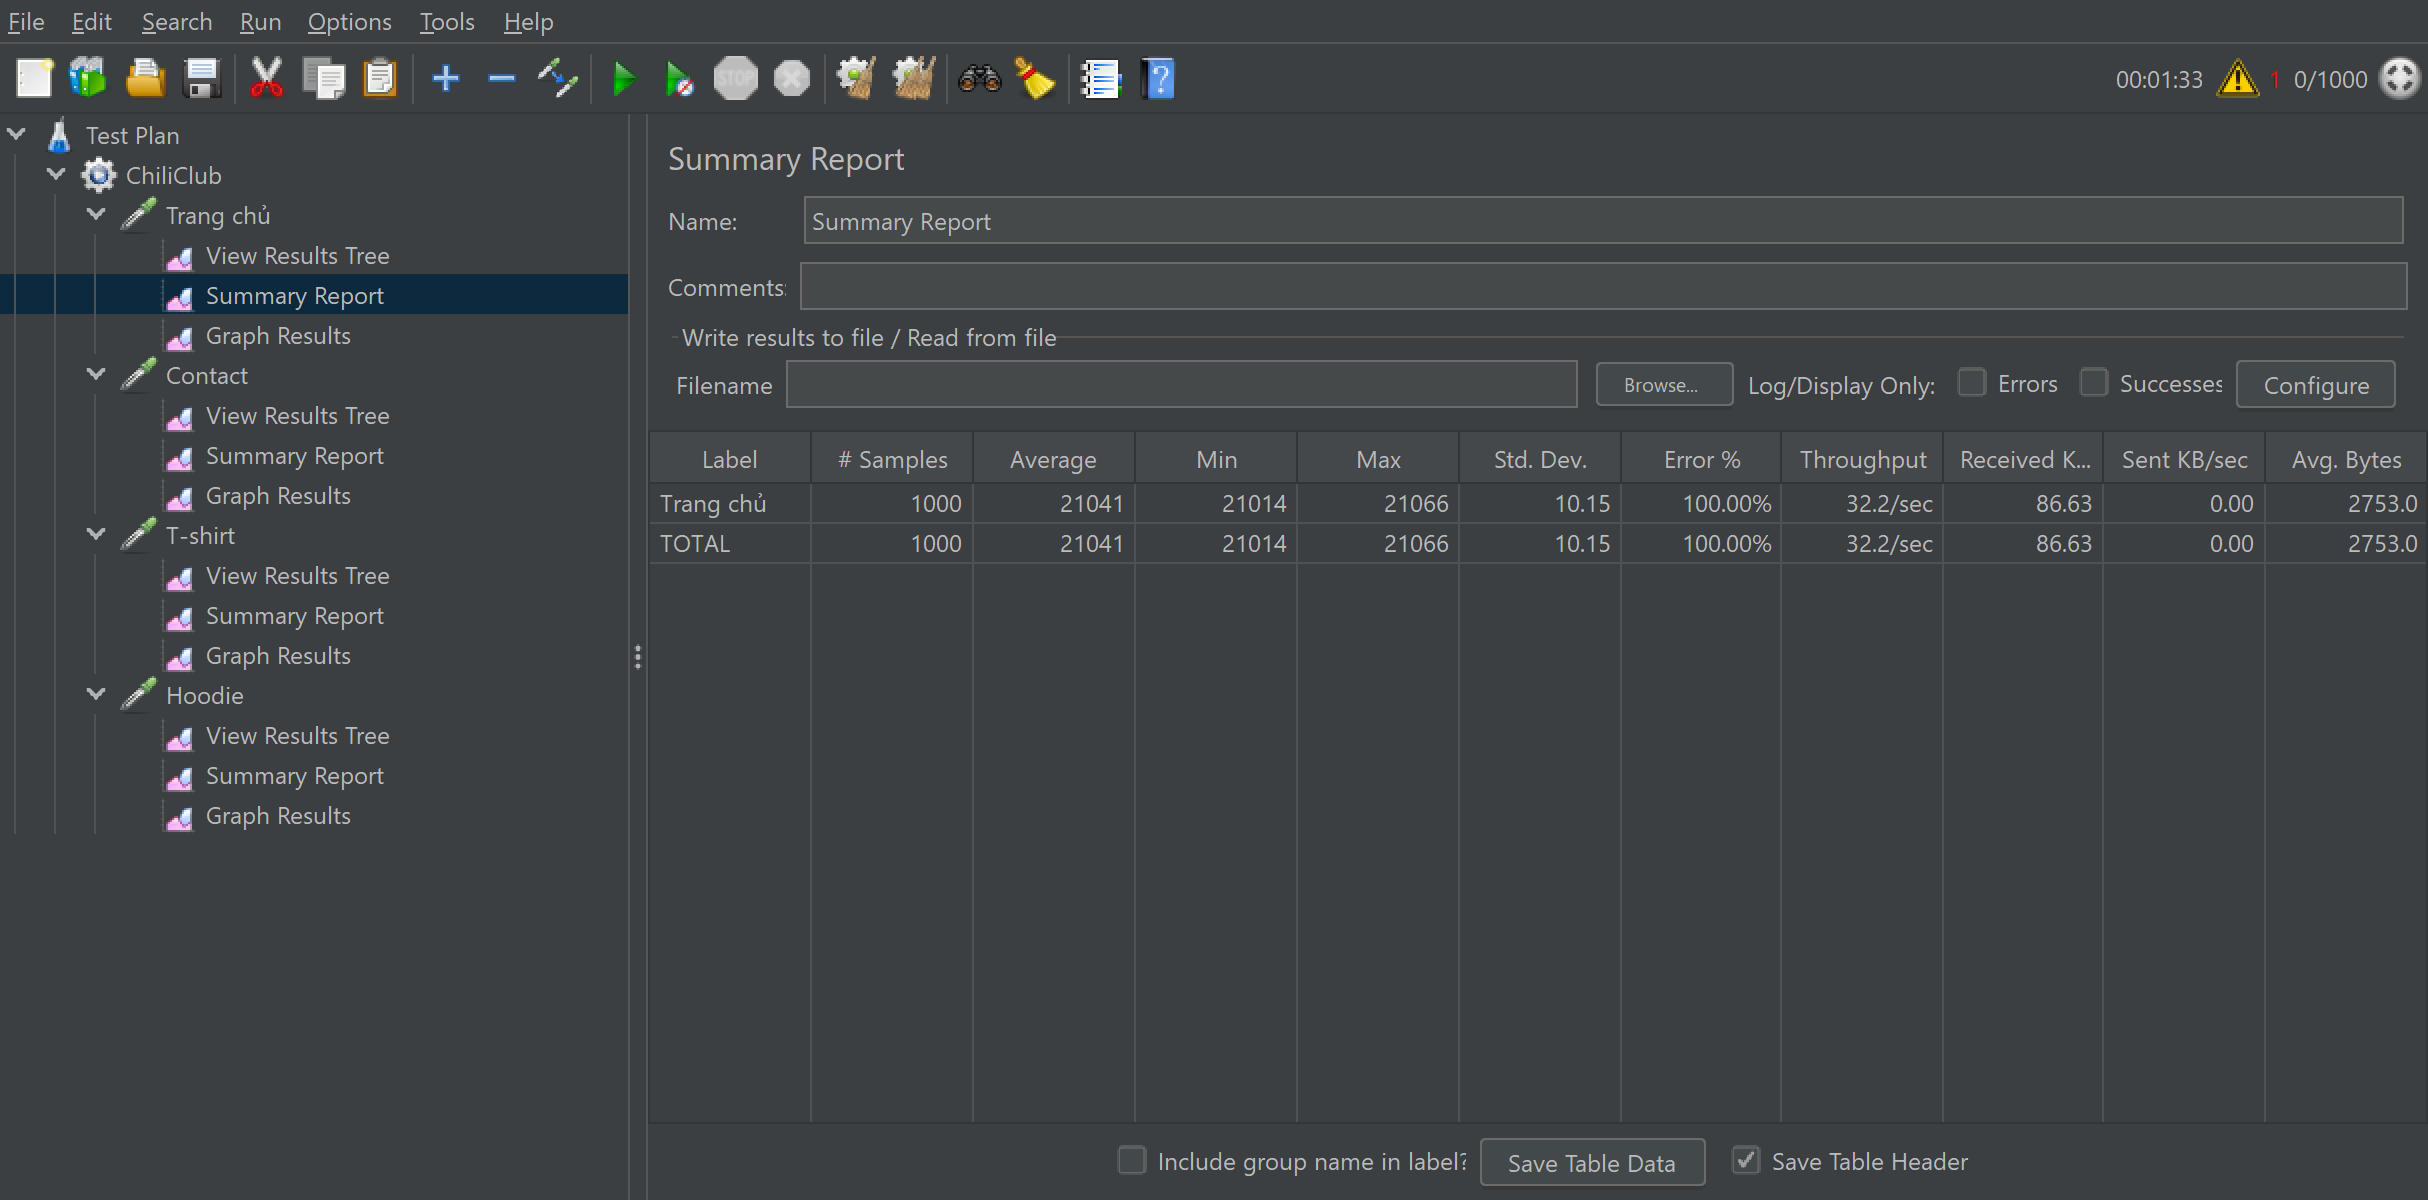 File Edit Search Run Options Tools Help
STOP
00:01:33 1 0/1000
Test Plan
ChiliClub
Trang chủ
View Results Tree
Summary Report
Graph Results
Contact
View Results Tree
Summary Report
Graph Results
T-shirt
View Results Tree
Summary Report
Graph Results
Hoodie
View Results Tree
Summary Report
Graph Results
Summary Report
Name: Summary Report
Comments:
Write results to file / Read from file
Filename Browse... Log/Display Only: Errors Successes Configure
Label # Samples Average Min Max Std. Dev. Error % Throughput Received K... Sent KB/sec Avg. Bytes
Trang chủ 1000 21041 21014 21066 10.15 100.00% 32.2/sec 86.63 0.00 2753.0
TOTAL 1000 21041 21014 21066 10.15 100.00% 32.2/sec 86.63 0.00 2753.0
Include group name in label? Save Table Data Save Table Header